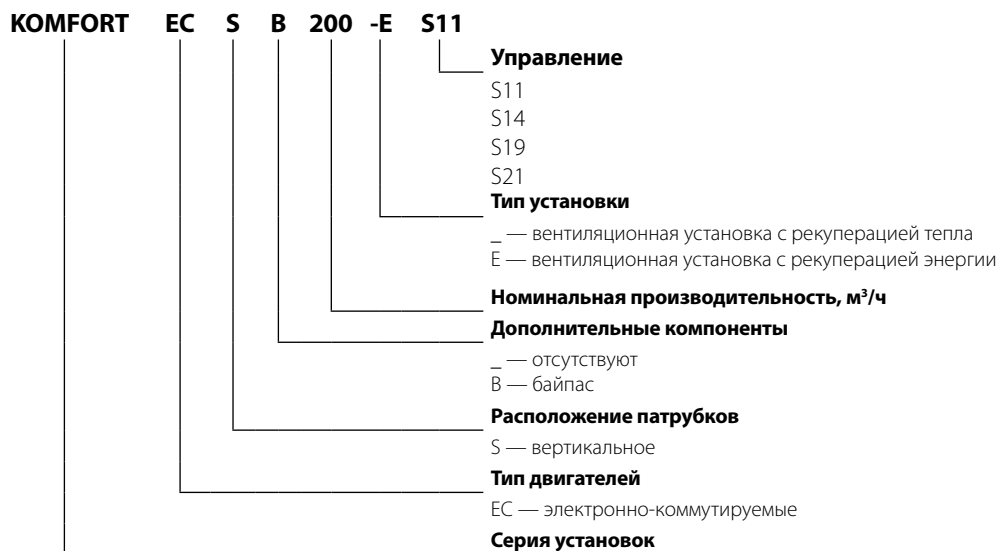 KOMFORT EC S B 200 -E S11
Управление
S11
S14
S19
S21
Тип установки
_ — вентиляционная установка с рекуперацией тепла
E — вентиляционная установка с рекуперацией энергии
Номинальная производительность, м³/ч
Дополнительные компоненты
_ — отсутствуют
B — байпас
Расположение патрубков
S — вертикальное
Тип двигателей
EC — электронно-коммутируемые
Серия установок